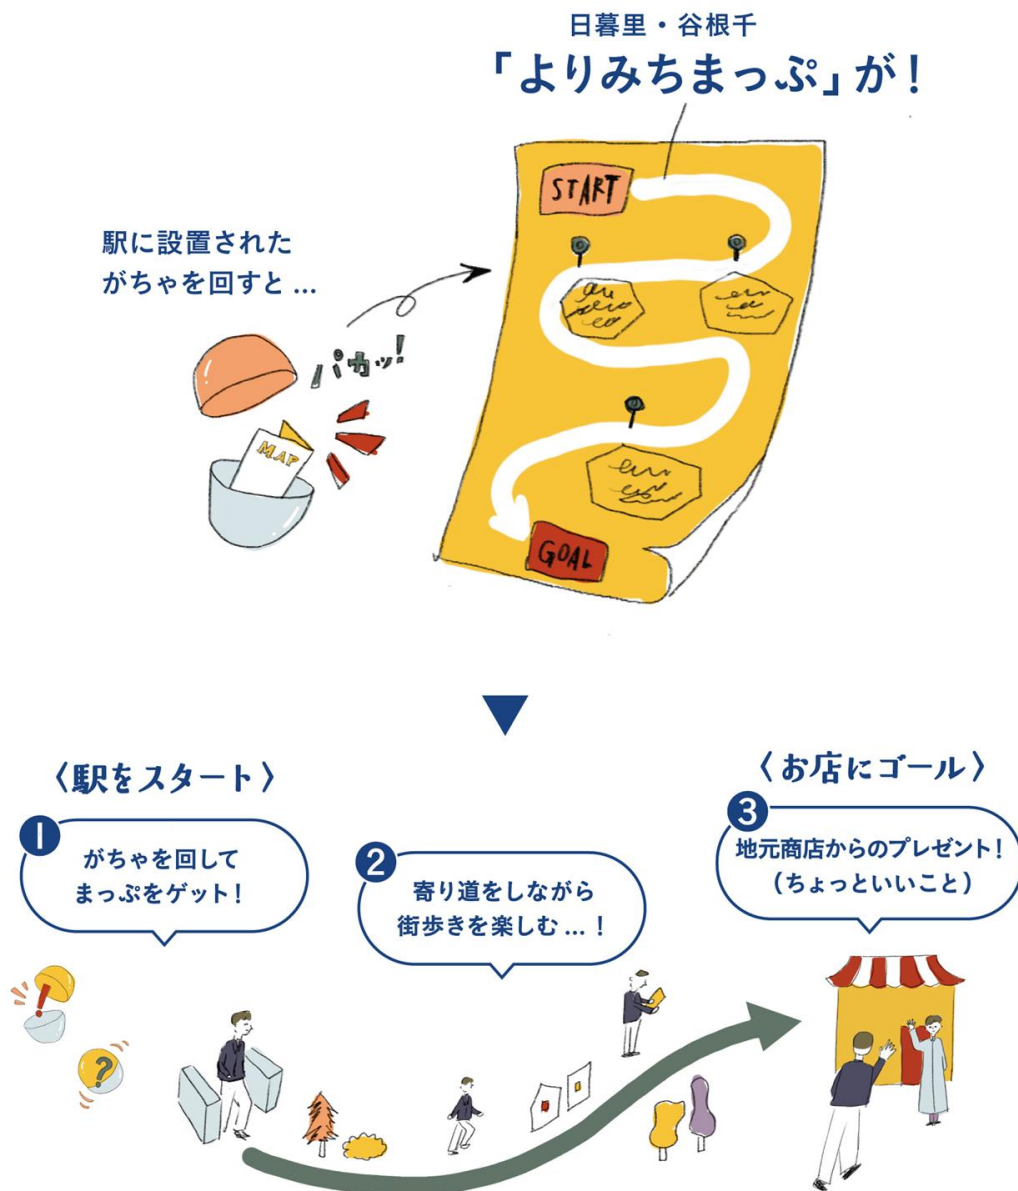 日暮里・谷根千
「よりみちまっぷ」が！
START
駅に設置された
がちゃを回すと…
パカッ！
MAP
GOAL
〈駅をスタート〉
1
がちゃを回して
まっぷをゲット！
2
寄り道をしながら
街歩きを楽しむ…！
〈お店にゴール〉
3
地元商店からのプレゼント！
（ちょっといいこと）
?